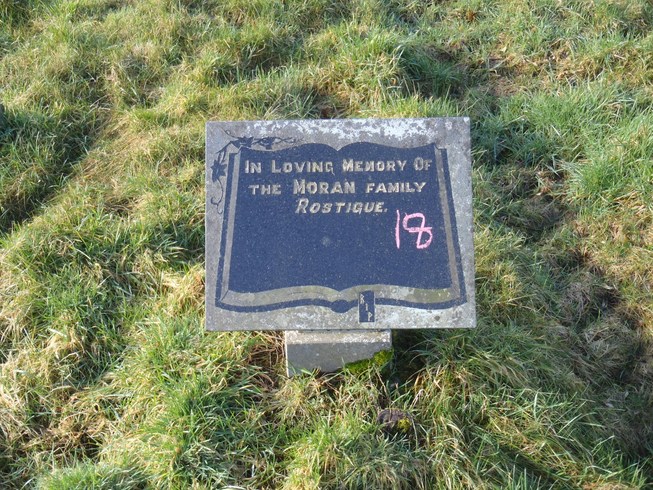 In Loving Memory Of
the Moran family
Rostigue.
18
R
I
P